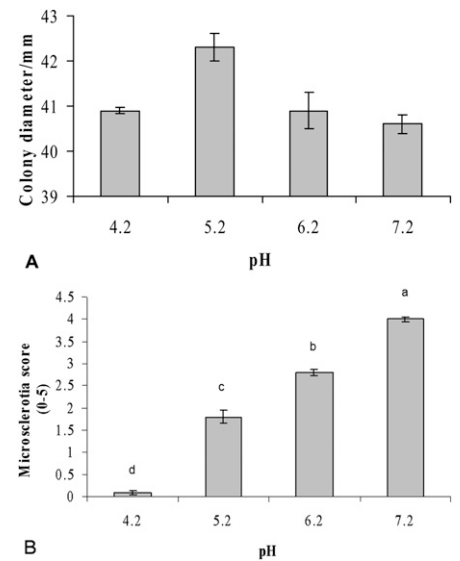 43
42
41
40
39
Colony diameter/mm
4.2 5.2 6.2 7.2
A
pH
4.5
4
3.5
3
2.5
2
1.5
1
0.5
0
Microsclerotia score
(0-5)
a
b
c
d
4.2 5.2 6.2 7.2
B
pH